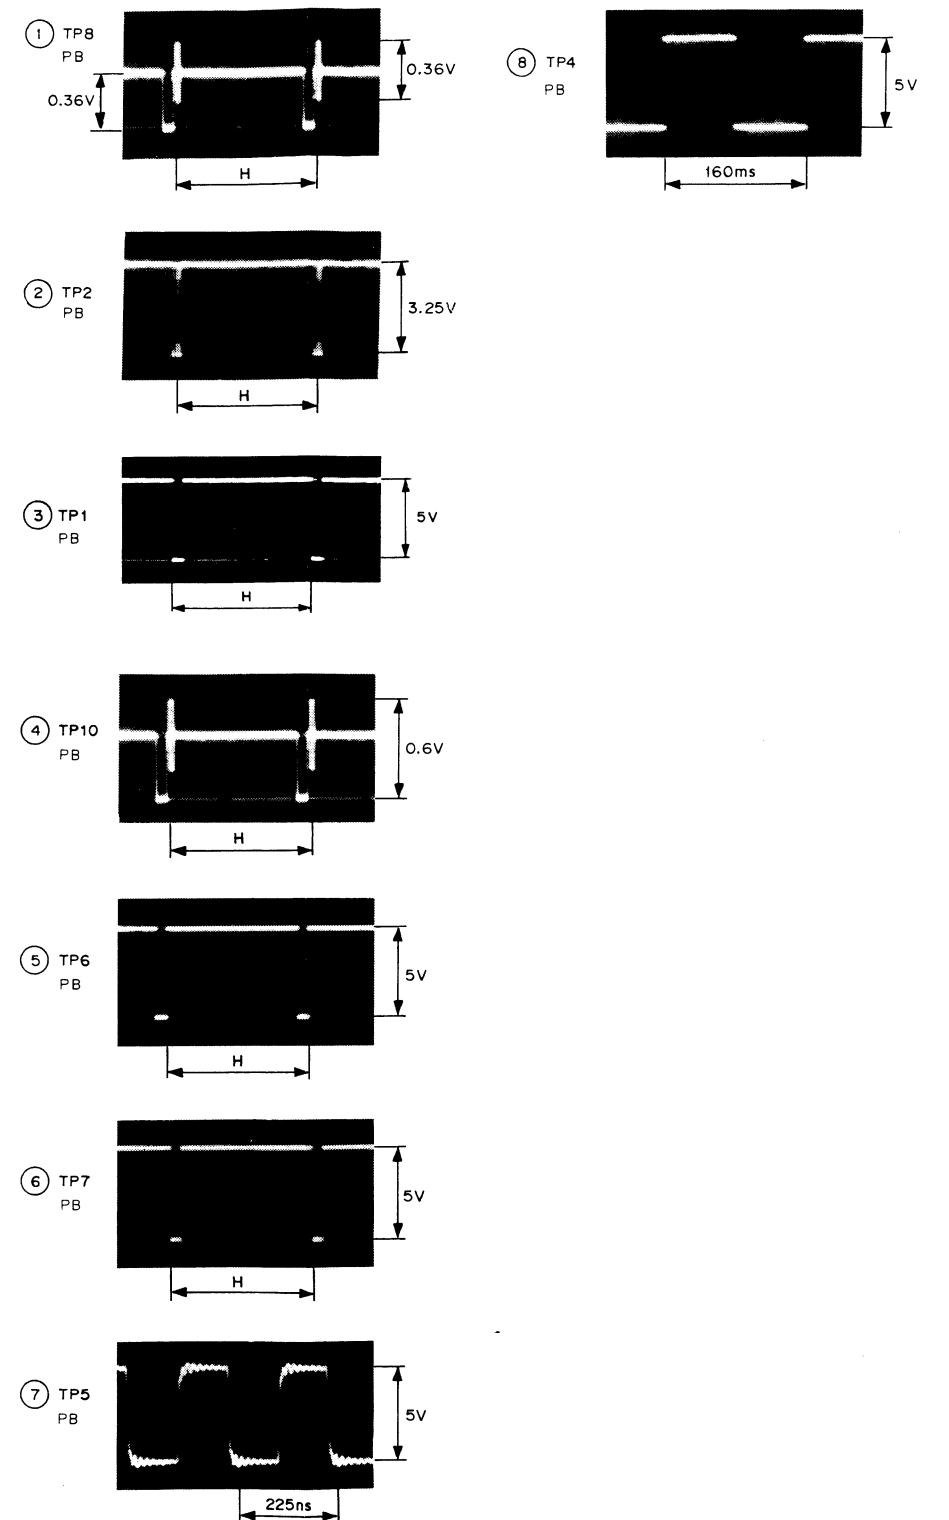 1 TP8
PB
0.36V
0.36V
H
2 TP2
PB
3.25V
H
3 TP1
PB
5V
H
4 TP10
PB
0.6V
H
5 TP6
PB
5V
H
6 TP7
PB
5V
H
7 TP5
PB
5V
225ns
8 TP4
PB
5V
160ms